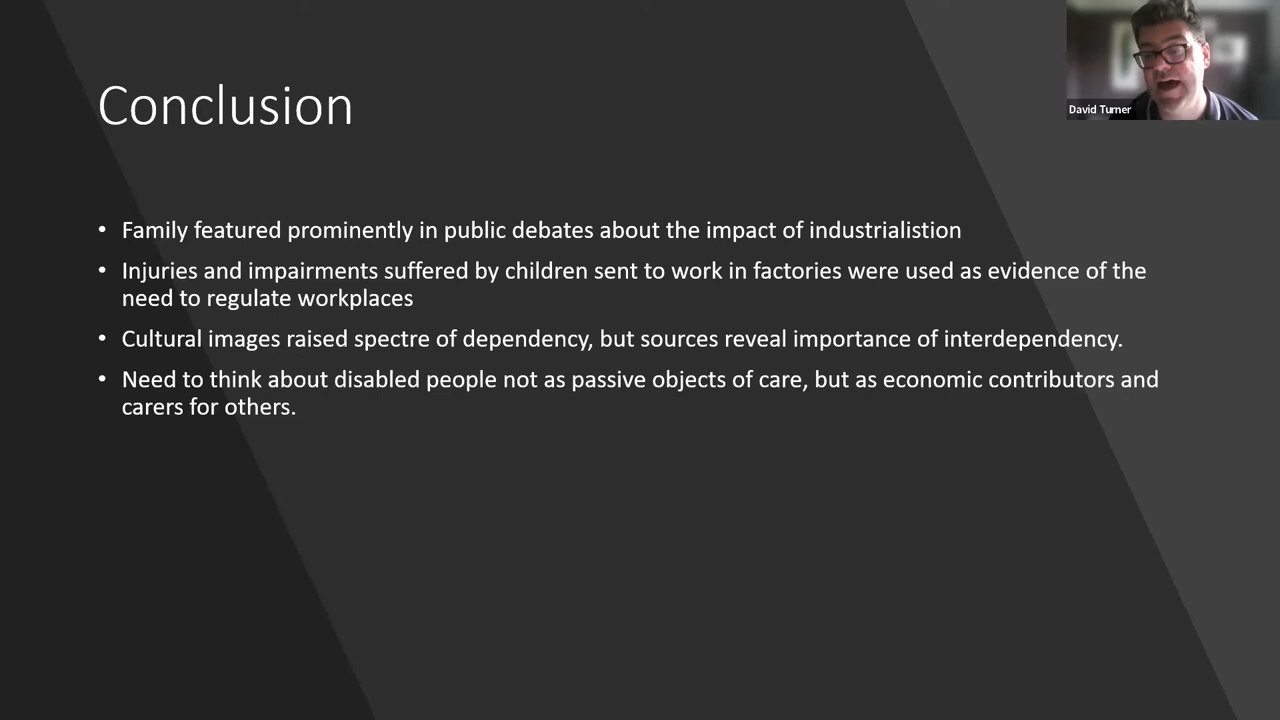 Conclusion
David Turner
• Family featured prominently in public debates about the impact of industrialistion
• Injuries and impairments suffered by children sent to work in factories were used as evidence of the
need to regulate workplaces
• Cultural images raised spectre of dependency, but sources reveal importance of interdependency.
• Need to think about disabled people not as passive objects of care, but as economic contributors and
carers for others.